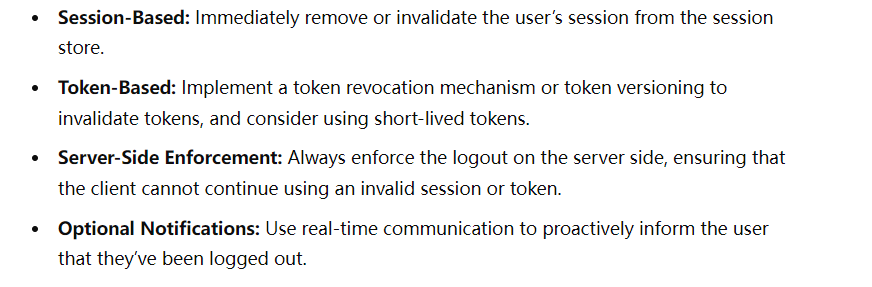 • Session-Based: Immediately remove or invalidate the user’s session from the session
store.
• Token-Based: Implement a token revocation mechanism or token versioning to
invalidate tokens, and consider using short-lived tokens.
• Server-Side Enforcement: Always enforce the logout on the server side, ensuring that
the client cannot continue using an invalid session or token.
• Optional Notifications: Use real-time communication to proactively inform the user
that they’ve been logged out.